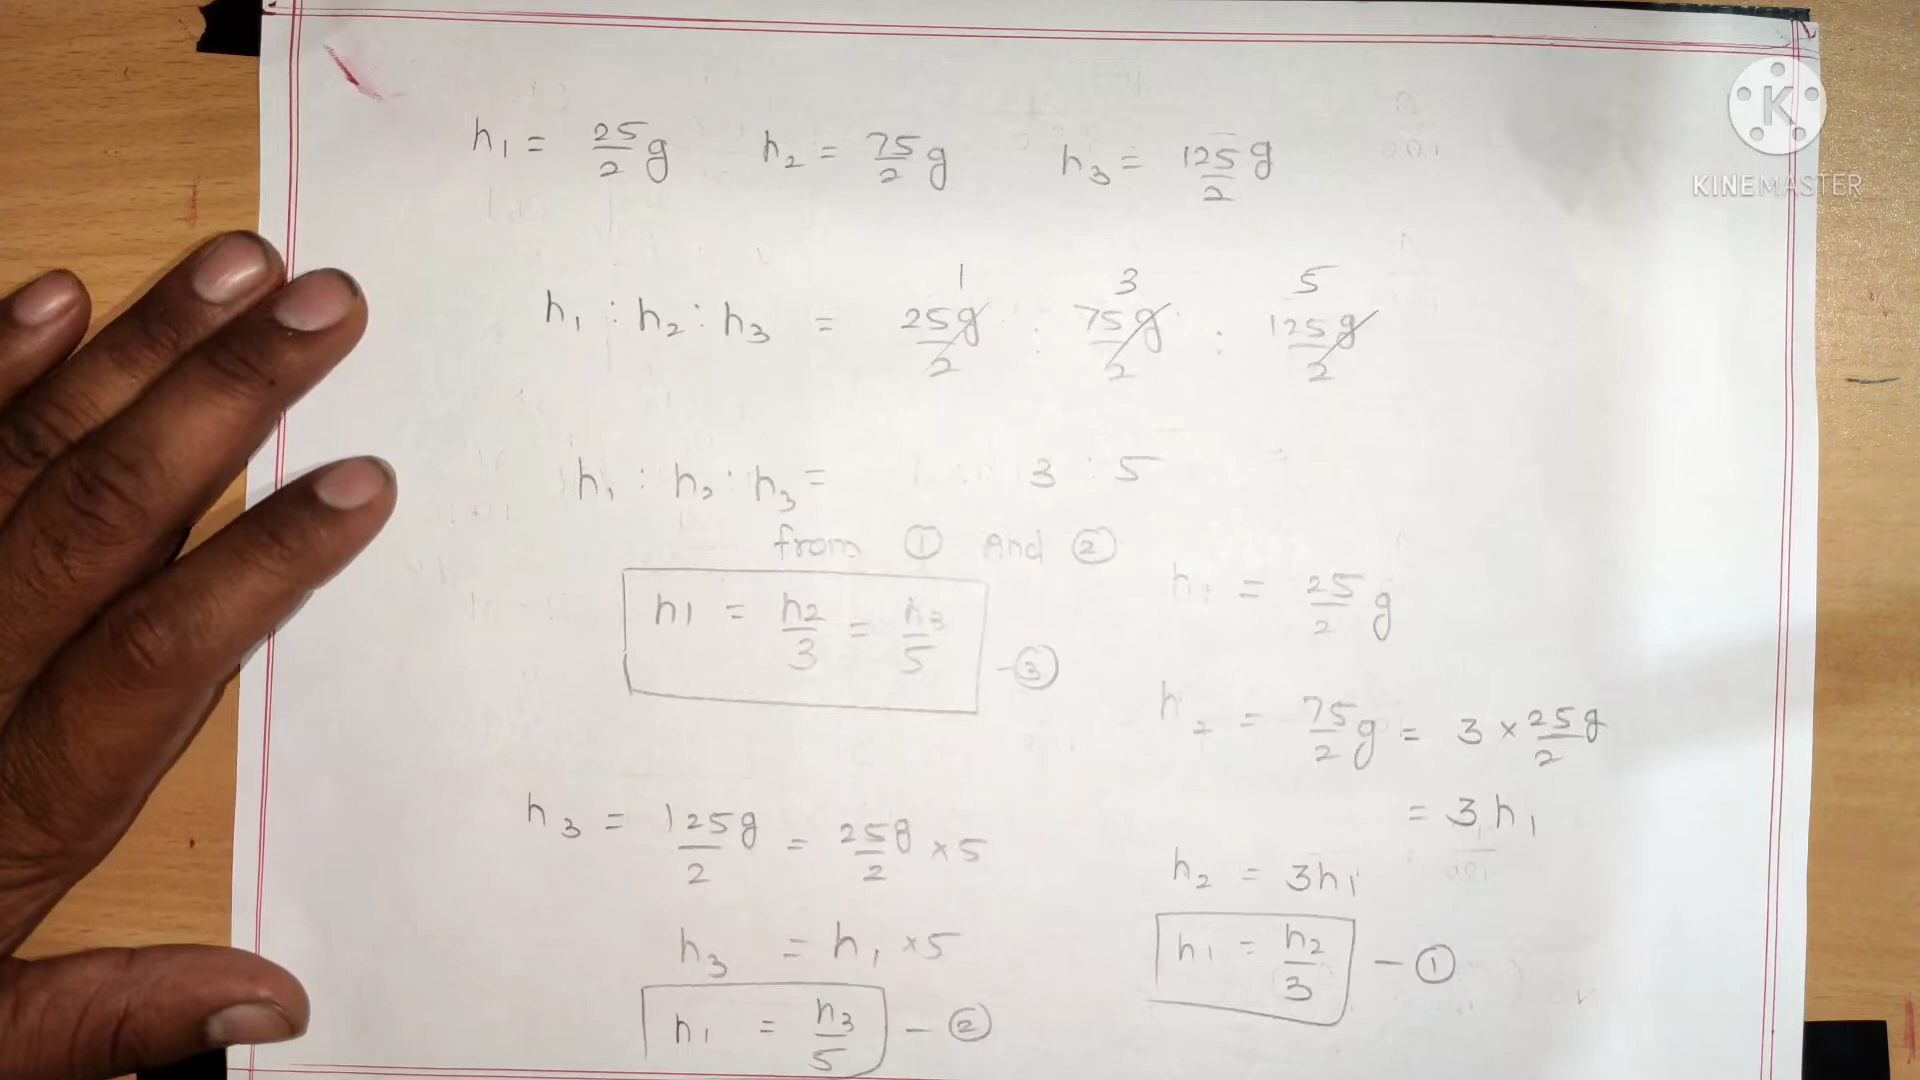 h₁ = 25/2 g h₂ = 75/2 g h₃ = 125/2 g
KINEMASTER
1 3 5
h₁ : h₂ : h₃ = 25g/2 : 75g/2 : 125g/2
h₁ : h₂ : h₃ = 3 : 5
from ① And ②
h1 = h2/3 = h3/5 - ③
h₁ = 25/2 g
h₂ = 75/2 g = 3 × 25g/2
= 3h₁
h₃ = 125g/2 = 25g/2 × 5
h₂ = 3h₁
h₃ = h₁ × 5
h1 = h2/3 - ①
h1 = h3/5 - ②